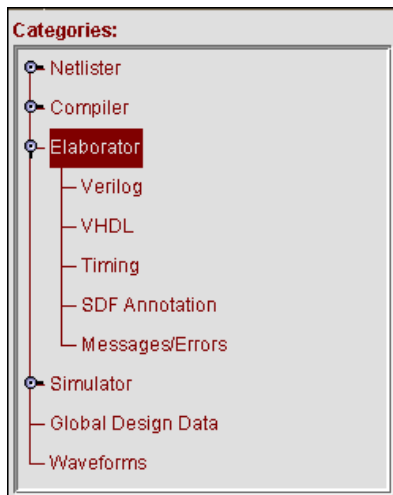 Categories:
Netlister
Compiler
Elaborator
Verilog
VHDL
Timing
SDF Annotation
Messages/Errors
Simulator
Global Design Data
Waveforms